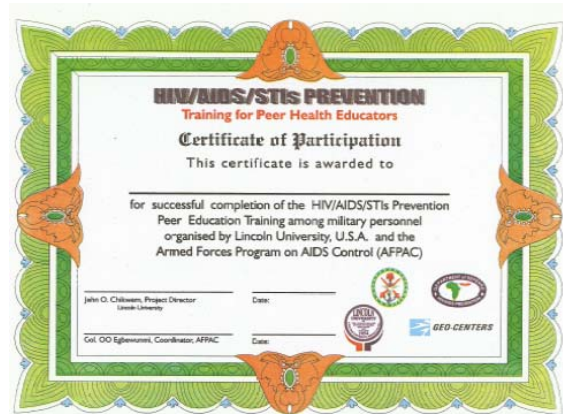 HIV/AIDS/STIs PREVENTION
Training for Peer Health Educators
Certificate of Participation
This certificate is awarded to
for successful completion of the HIV/AIDS/STIs Prevention
Peer Education Training among military personnel
organised by Lincoln University, U.S.A. and the
Armed Forces Program on AIDS Control (AFPAC)
John O. Chikwem, Project Director
Lincoln University
Date:
Col. OO Egbewunmi, Coordinator, AFPAC
Date:
LINCOLN
UNIVERSITY
GEO-CENTERS